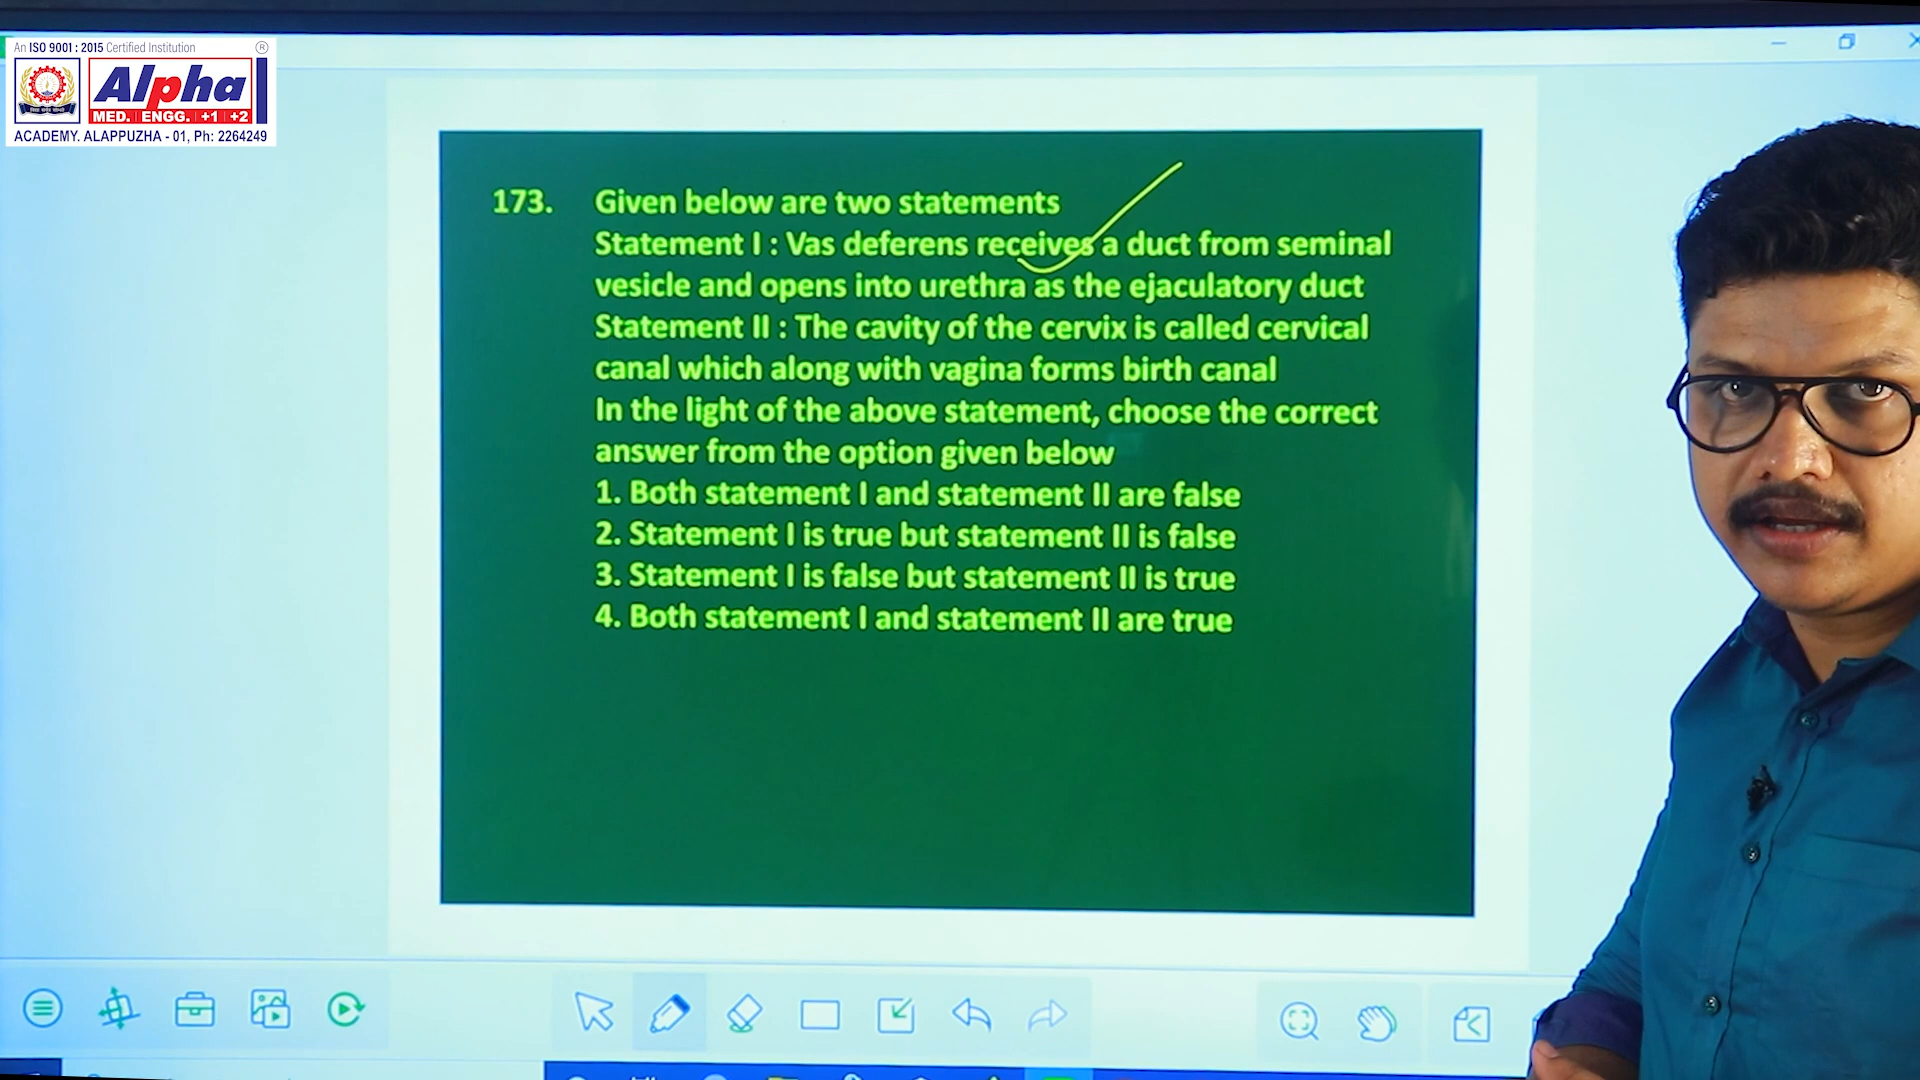 An ISO 9001 : 2015 Certified Institution ®
Alpha
MED. ENGG. +1 +2
ACADEMY. ALAPPUZHA - 01, Ph: 2264249
173. Given below are two statements
Statement I : Vas deferens receives a duct from seminal
vesicle and opens into urethra as the ejaculatory duct
Statement II : The cavity of the cervix is called cervical
canal which along with vagina forms birth canal
In the light of the above statement, choose the correct
answer from the option given below
1. Both statement I and statement II are false
2. Statement I is true but statement II is false
3. Statement I is false but statement II is true
4. Both statement I and statement II are true